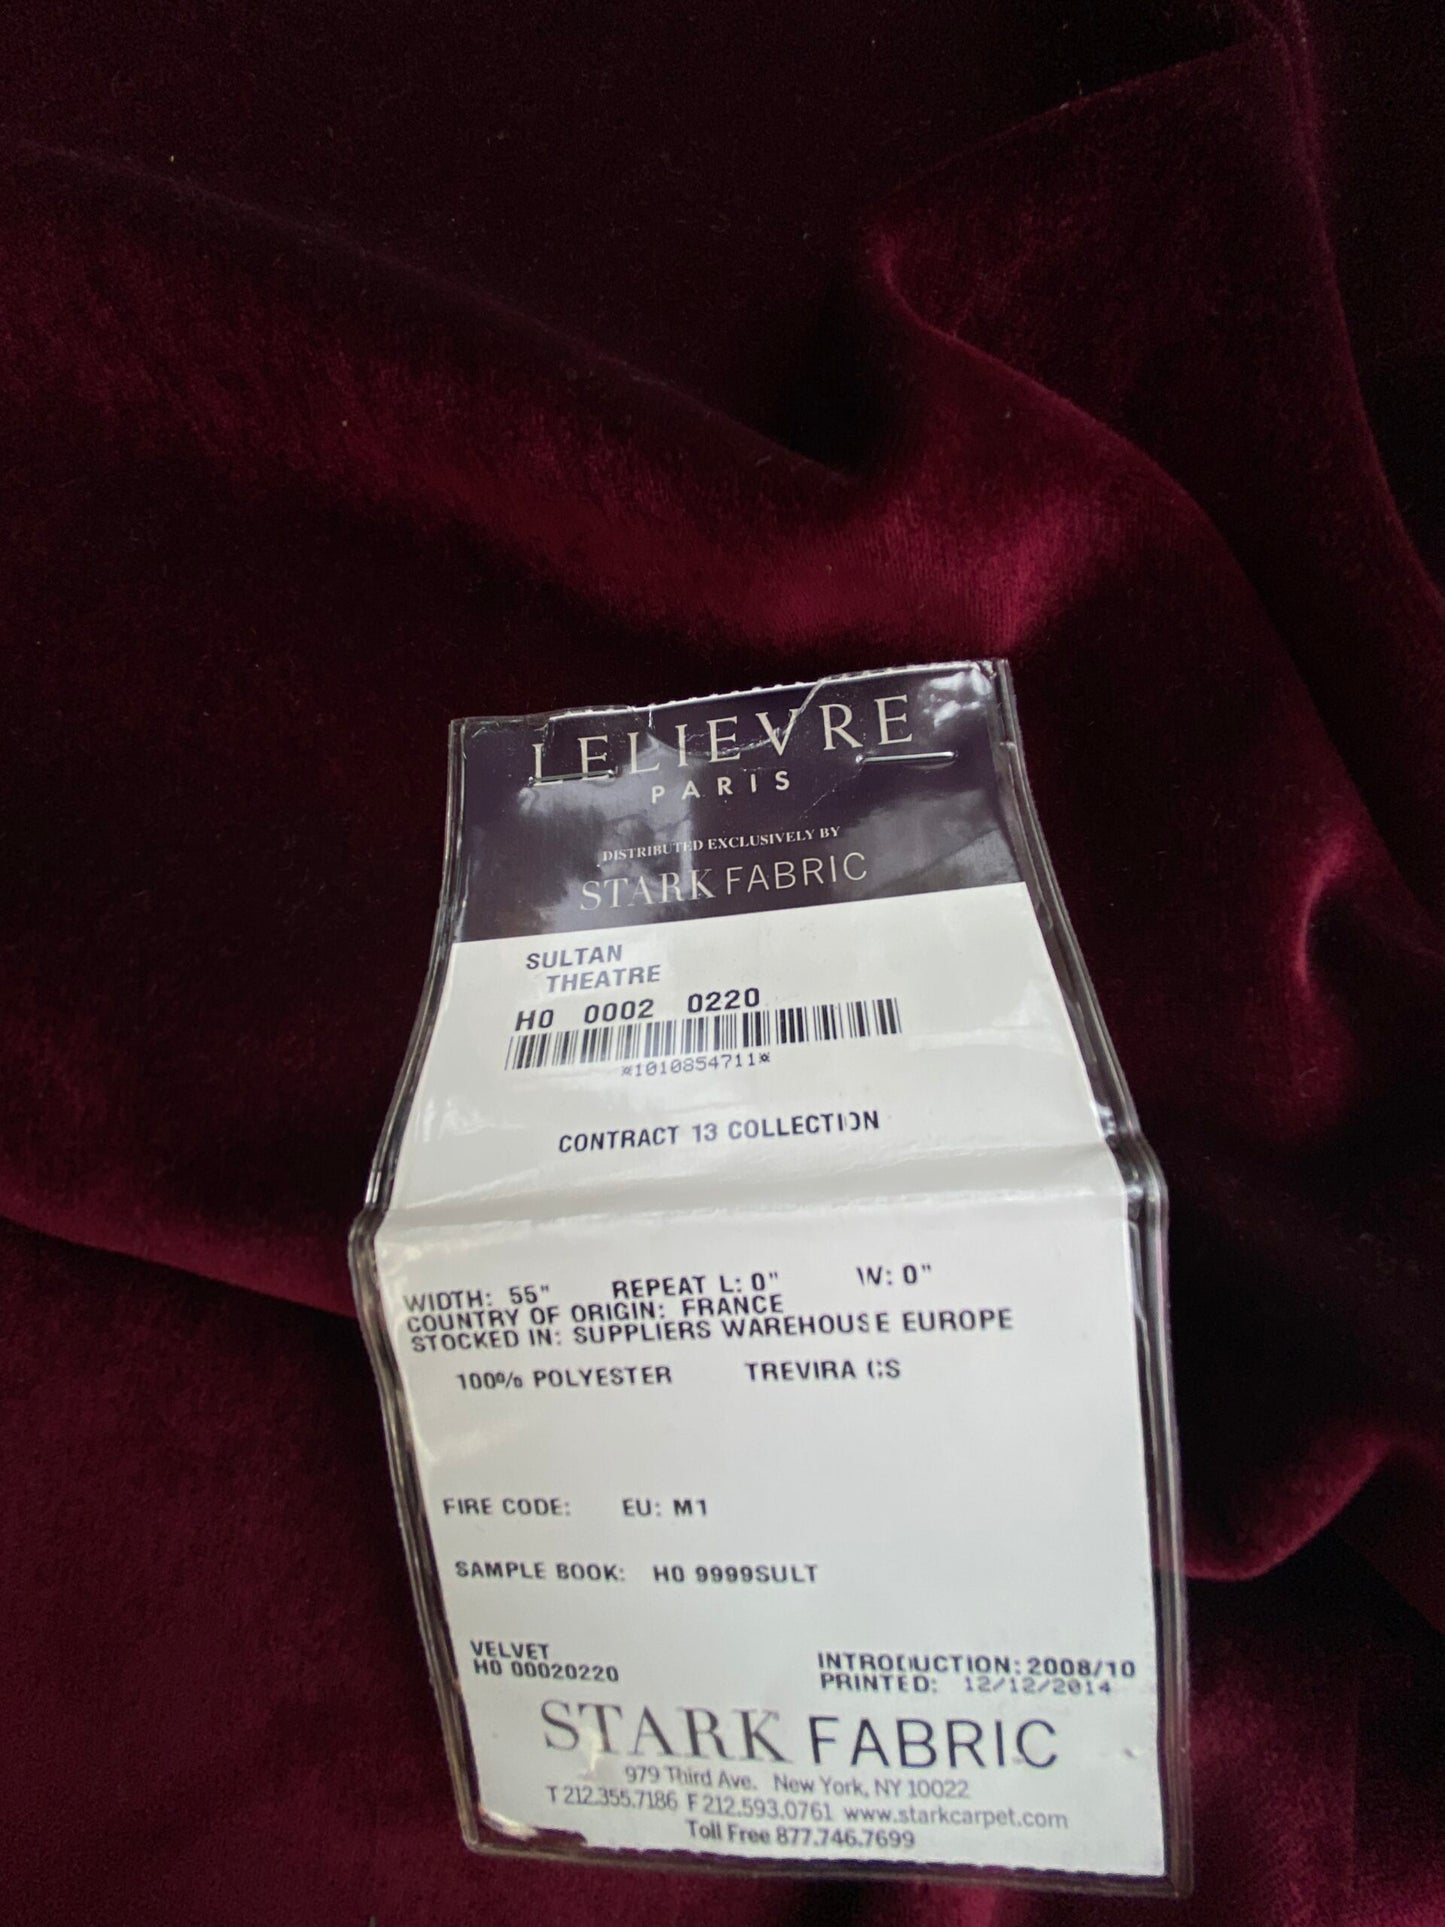 LELIEVRE
PARIS
DISTRIBUTED EXCLUSIVELY BY
STARK FABRIC
SULTAN
THEATRE
H0 0002 0220
¤1010854711¤
CONTRACT 13 COLLECTION
WIDTH: 55" REPEAT L: 0" W: 0"
COUNTRY OF ORIGIN: FRANCE
STOCKED IN: SUPPLIERS WAREHOUSE EUROPE
100% POLYESTER TREVIRA CS
FIRE CODE: EU: M1
SAMPLE BOOK: H0 9999SULT
VELVET
H0 00020220
INTRODUCTION: 2008/10
PRINTED: 12/12/2014
STARK FABRIC
979 Third Ave. New York, NY 10022
T 212.355.7186 F 212.593.0761 www.starkcarpet.com
Toll Free 877.746.7699